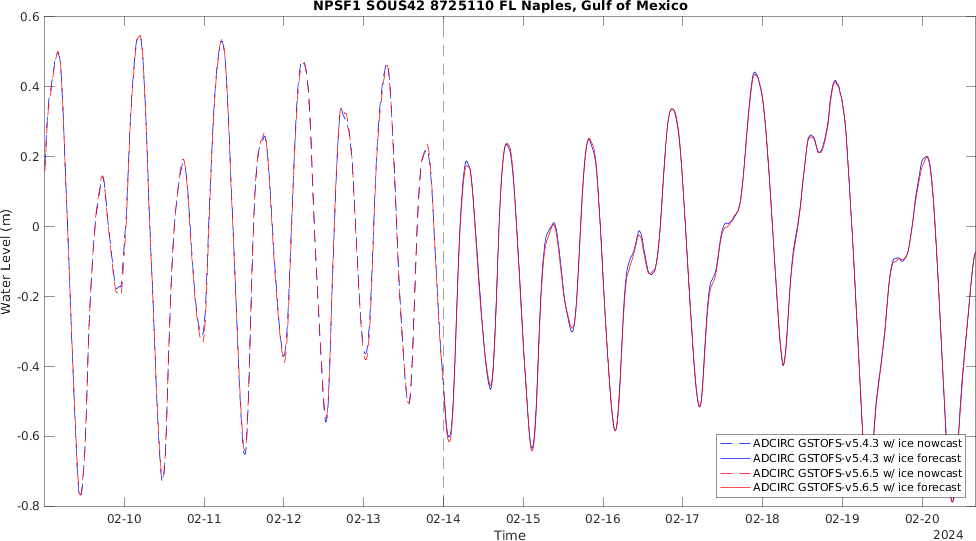 NPSF1 SOUS42 8725110 FL Naples, Gulf of Mexico
0.6
0.4
0.2
0
-0.2
-0.4
-0.6
-0.8
Water Level (m)
ADCIRC GSTOFS-v5.4.3 w/ ice nowcast
ADCIRC GSTOFS-v5.4.3 w/ ice forecast
ADCIRC GSTOFS-v5.6.5 w/ ice nowcast
ADCIRC GSTOFS-v5.6.5 w/ ice forecast
02-10 02-11 02-12 02-13 02-14 02-15 02-16 02-17 02-18 02-19 02-20
Time
2024